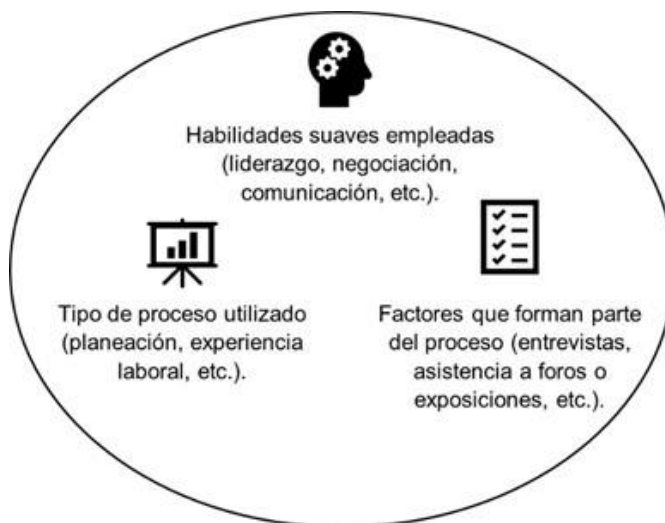 Habilidades suaves empleadas
(liderazgo, negociación,
comunicación, etc.).
Tipo de proceso utilizado
(planeación, experiencia
laboral, etc.).
Factores que forman parte
del proceso (entrevistas,
asistencia a foros o
exposiciones, etc.).